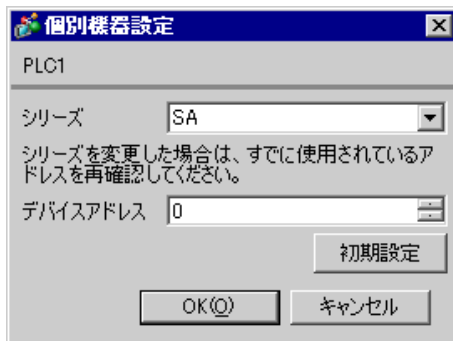 個別機器設定
PLC1
シリーズ SA
シリーズを変更した場合は、すでに使用されているア
ドレスを再確認してください。
デバイスアドレス 0
初期設定
OK(O) キャンセル